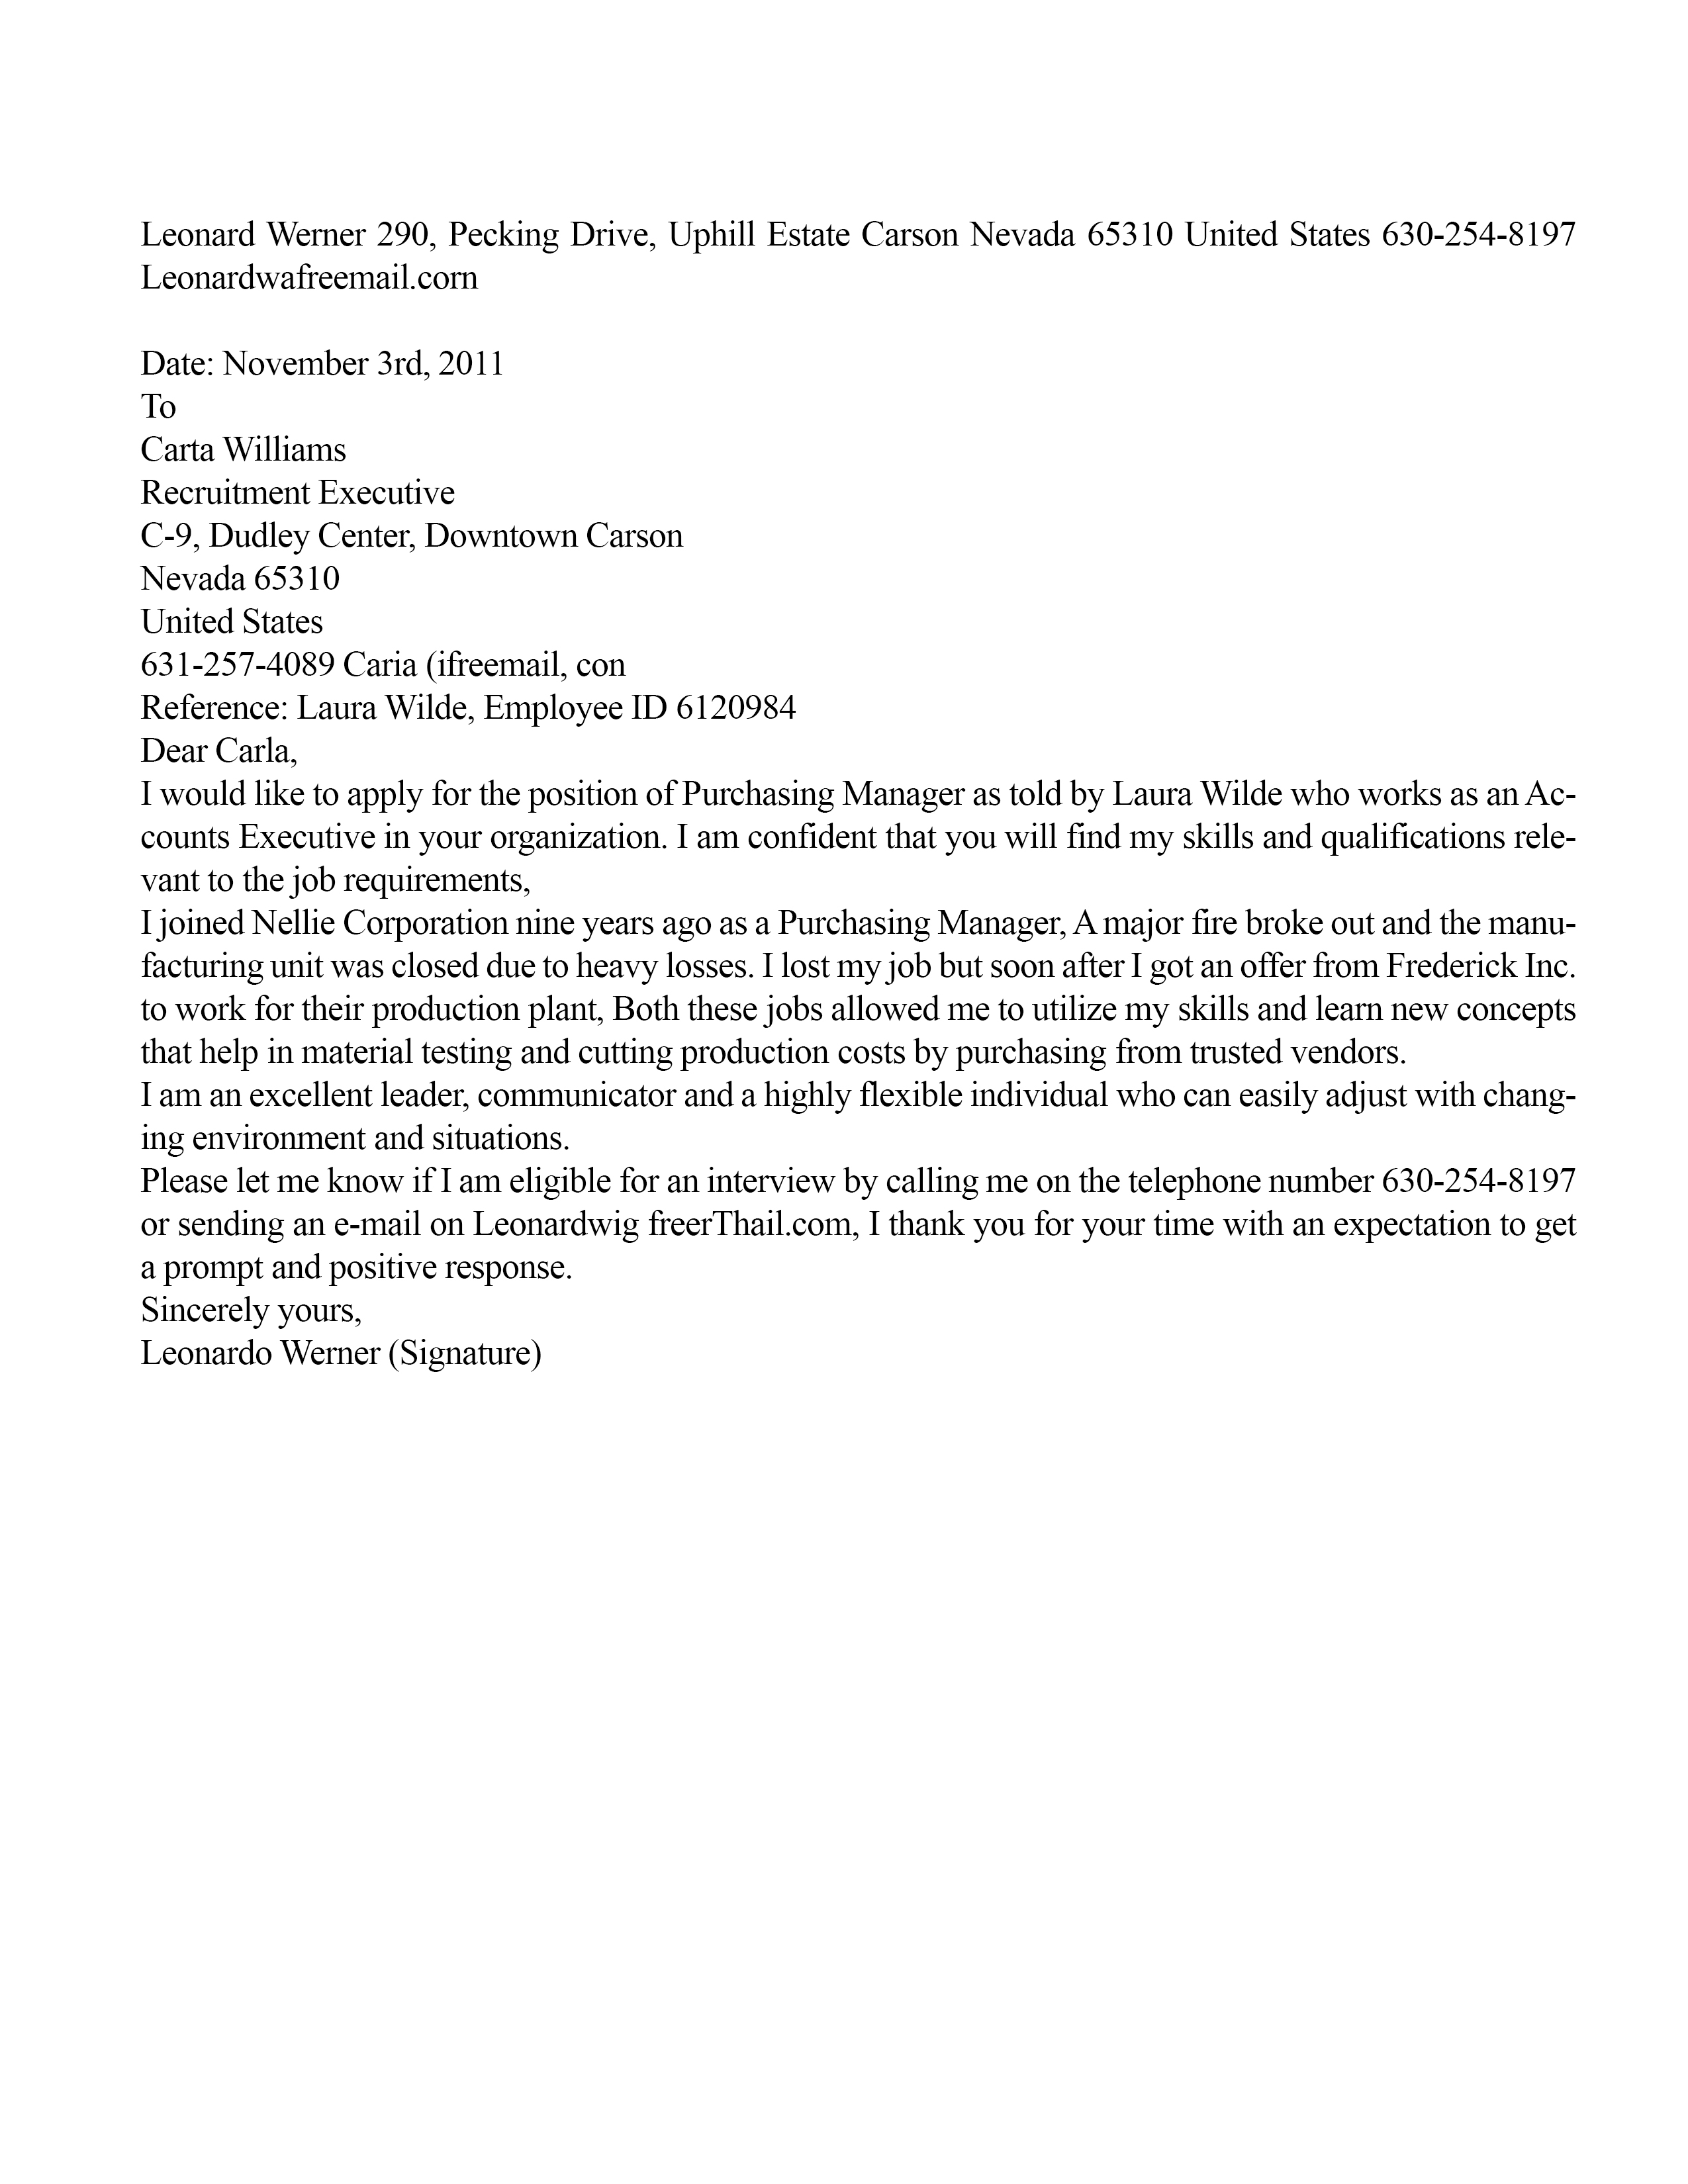 Leonard Werner 290, Pecking Drive, Uphill Estate Carson Nevada 65310 United States 630-254-8197
Leonardwafreemail.corn
Date: November 3rd, 2011
To
Carta Williams
Recruitment Executive
C-9, Dudley Center, Downtown Carson
Nevada 65310
United States
631-257-4089 Caria (ifreemail, con
Reference: Laura Wilde, Employee ID 6120984
Dear Carla,
I would like to apply for the position of Purchasing Manager as told by Laura Wilde who works as an Ac-
counts Executive in your organization. I am confident that you will find my skills and qualifications rele-
vant to the job requirements,
I joined Nellie Corporation nine years ago as a Purchasing Manager, A major fire broke out and the manu-
facturing unit was closed due to heavy losses. I lost my job but soon after I got an offer from Frederick Inc.
to work for their production plant, Both these jobs allowed me to utilize my skills and learn new concepts
that help in material testing and cutting production costs by purchasing from trusted vendors.
I am an excellent leader, communicator and a highly flexible individual who can easily adjust with chang-
ing environment and situations.
Please let me know if I am eligible for an interview by calling me on the telephone number 630-254-8197
or sending an e-mail on Leonardwig freerThail.com, I thank you for your time with an expectation to get
a prompt and positive response.
Sincerely yours,
Leonardo Werner (Signature)